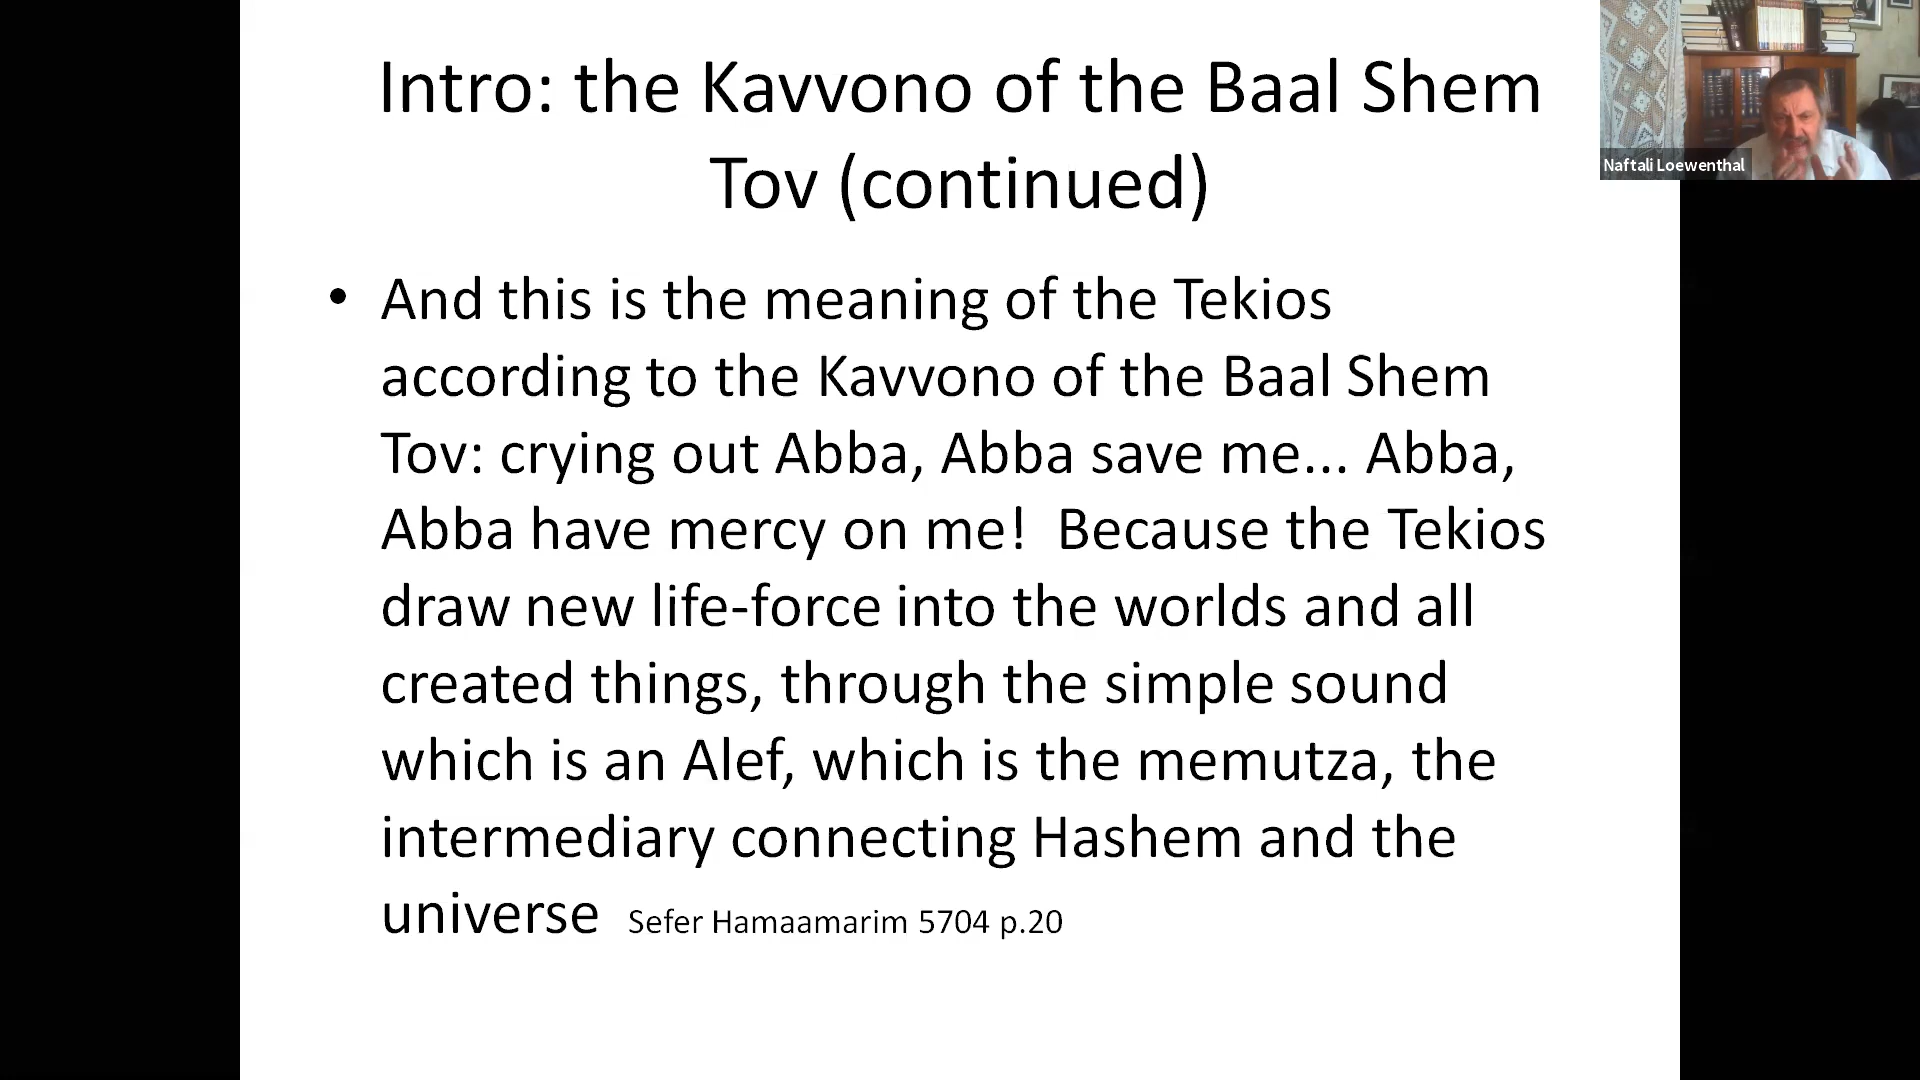 Intro: the Kavvono of the Baal Shem
Tov (continued)
• And this is the meaning of the Tekios
according to the Kavvono of the Baal Shem
Tov: crying out Abba, Abba save me... Abba,
Abba have mercy on me!  Because the Tekios
draw new life-force into the worlds and all
created things, through the simple sound
which is an Alef, which is the memutza, the
intermediary connecting Hashem and the
universe  Sefer Hamaamarim 5704 p.20
Naftali Loewenthal